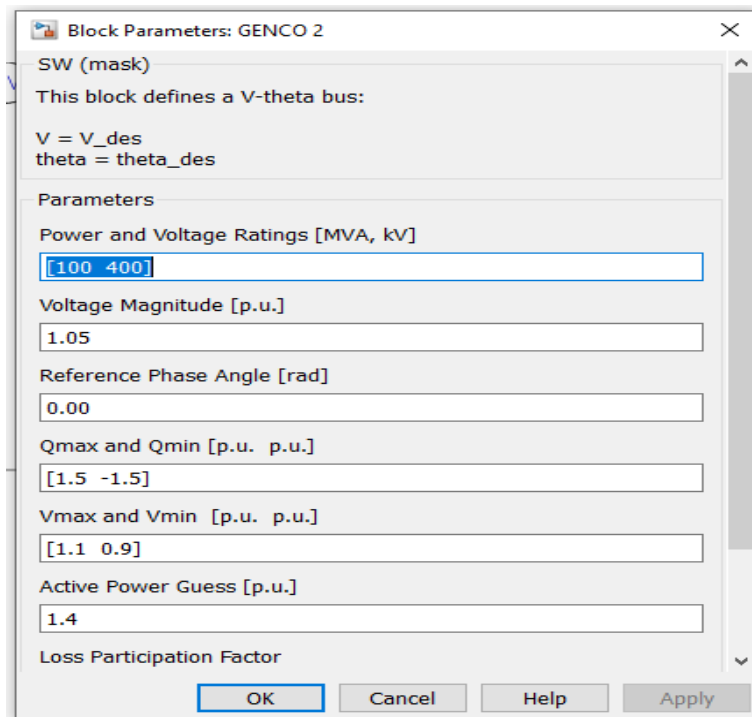 Block Parameters: GENCO 2
SW (mask)
This block defines a V-theta bus:
V = V_des
theta = theta_des
Parameters
Power and Voltage Ratings [MVA, kV]
[100  400]
Voltage Magnitude [p.u.]
1.05
Reference Phase Angle [rad]
0.00
Qmax and Qmin [p.u.  p.u.]
[1.5  -1.5]
Vmax and Vmin  [p.u.  p.u.]
[1.1  0.9]
Active Power Guess [p.u.]
1.4
Loss Participation Factor
OK Cancel Help Apply